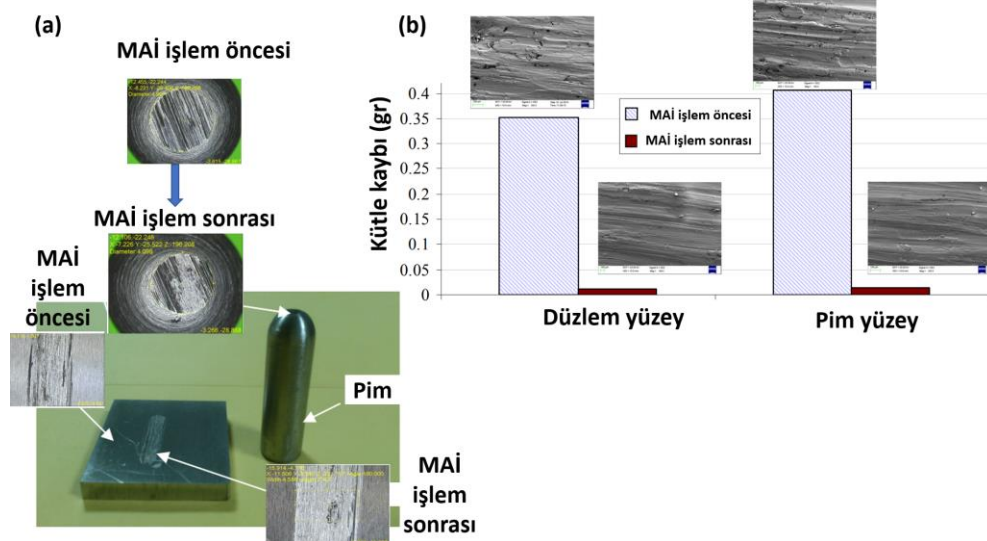 (a)
MAİ işlem öncesi
MAİ işlem sonrası
MAİ
işlem
öncesi
Pim
MAİ
işlem
sonrası
(b)
Kütle kaybı (gr)
0.4
0.35
0.3
0.25
0.2
0.15
0.1
0.05
0
MAİ işlem öncesi
MAİ işlem sonrası
Düzlem yüzey
Pim yüzey